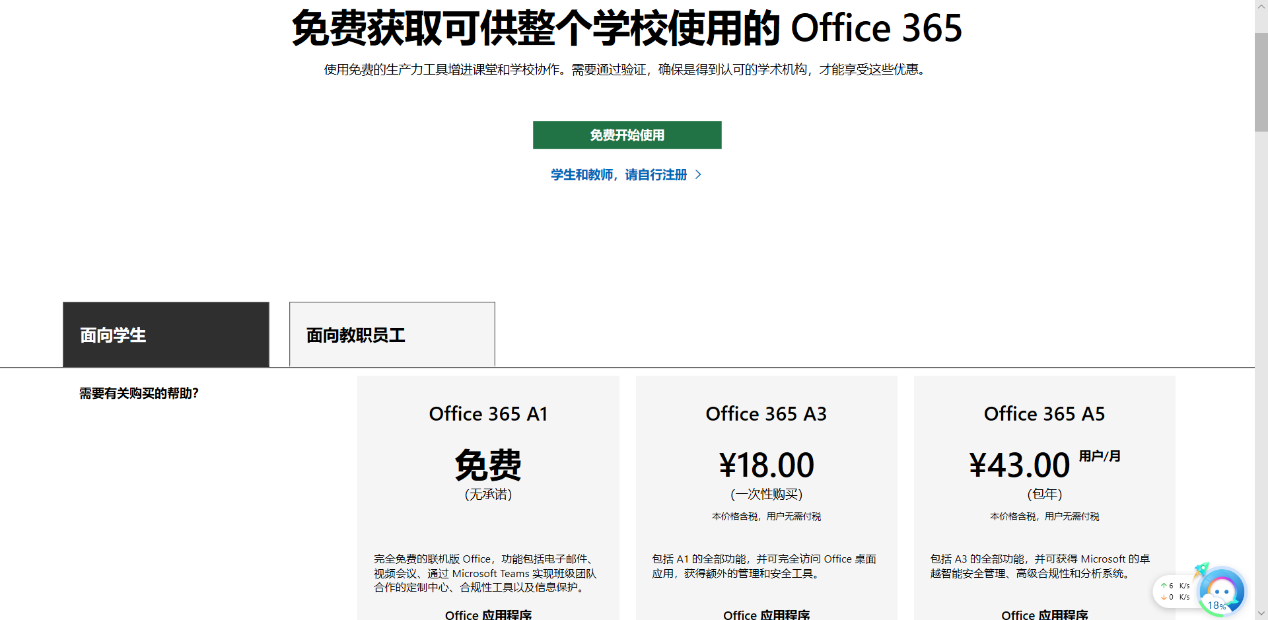 免费获取可供整个学校使用的 Office 365
使用免费的生产力工具增进课堂和学校协作。需要通过验证，确保是得到认可的学术机构，才能享受这些优惠。
免费开始使用
学生和教师，请自行注册 >
面向学生
面向教职员工
需要有关购买的帮助?
Office 365 A1
免费
(无承诺)
完全免费的联机版 Office，功能包括电子邮件、
视频会议、通过 Microsoft Teams 实现班级团队
合作的定制中心、合规性工具以及信息保护。
Office 应用程序
Office 365 A3
¥18.00
(一次性购买)
本价格含税，用户无需付税
包括 A1 的全部功能，并可完全访问 Office 桌面
应用，获得额外的管理和安全工具。
Office 应用程序
Office 365 A5
¥43.00 用户/月
(包年)
本价格含税，用户无需付税
包括 A3 的全部功能，并可获得 Microsoft 的卓
越智能安全管理、高级合规性和分析系统。
Office 应用程序
6 K/s
0 K/s
18%